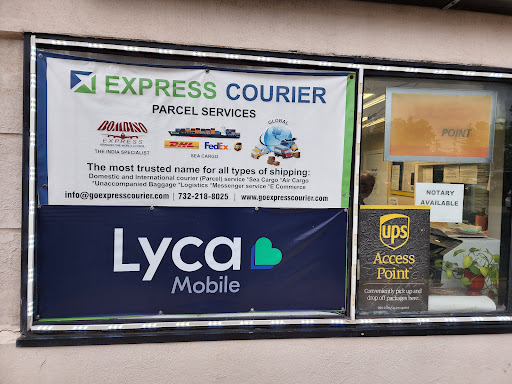 EXPRESS COURIER
PARCEL SERVICES
BOMBINO
EXPRESS
THE INDIA SPECIALIST
DHL FedEx
SEA CARGO
GLOBAL
The most trusted name for all types of shipping:
Domestic and International courier (Parcel) service *Sea Cargo *Air Cargo
*Unaccompanied Baggage *Logistics *Messenger service *E Commerce
info@goexpresscourier.com | 732-218-8025 | www.goexpresscourier.com
Lyca
Mobile
POINT
NOTARY
AVAILABLE
ups
Access
Point
Conveniently pick up and
drop off packages here.